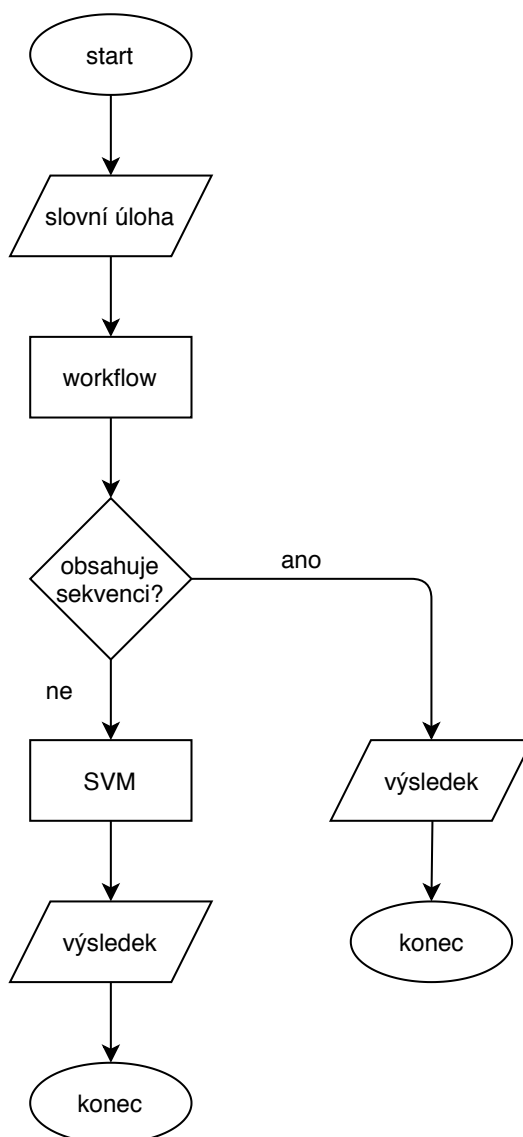 start
slovní úloha
workflow
obsahuje
sekvenci?
ano
ne
SVM
výsledek
výsledek
konec
konec